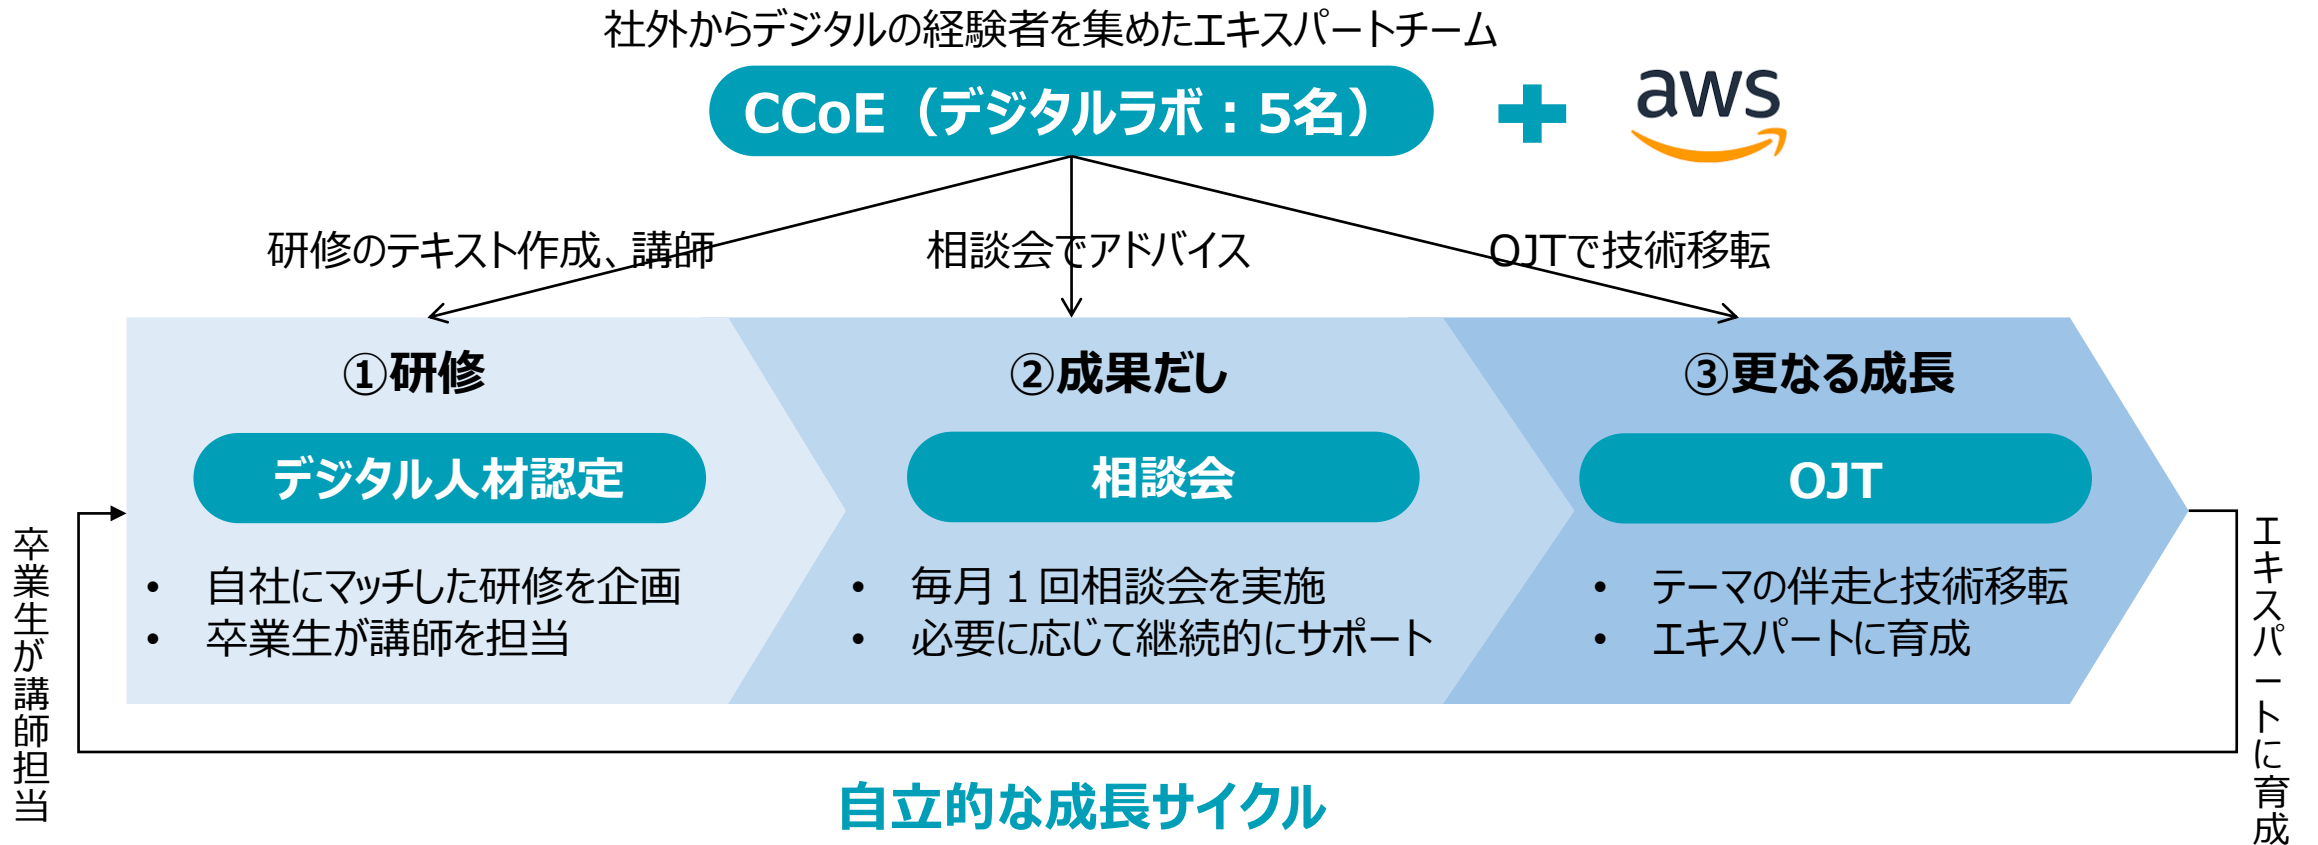 社外からデジタルの経験者を集めたエキスパートチーム
CCoE（デジタルラボ：5名）
aws
研修のテキスト作成、講師
相談会でアドバイス
OJTで技術移転
①研修
②成果だし
③更なる成長
デジタル人材認定
相談会
OJT
• 自社にマッチした研修を企画
• 卒業生が講師を担当
• 毎月１回相談会を実施
• 必要に応じて継続的にサポート
• テーマの伴走と技術移転
• エキスパートに育成
卒業生が講師担当
エキスパートに育成
自立的な成長サイクル